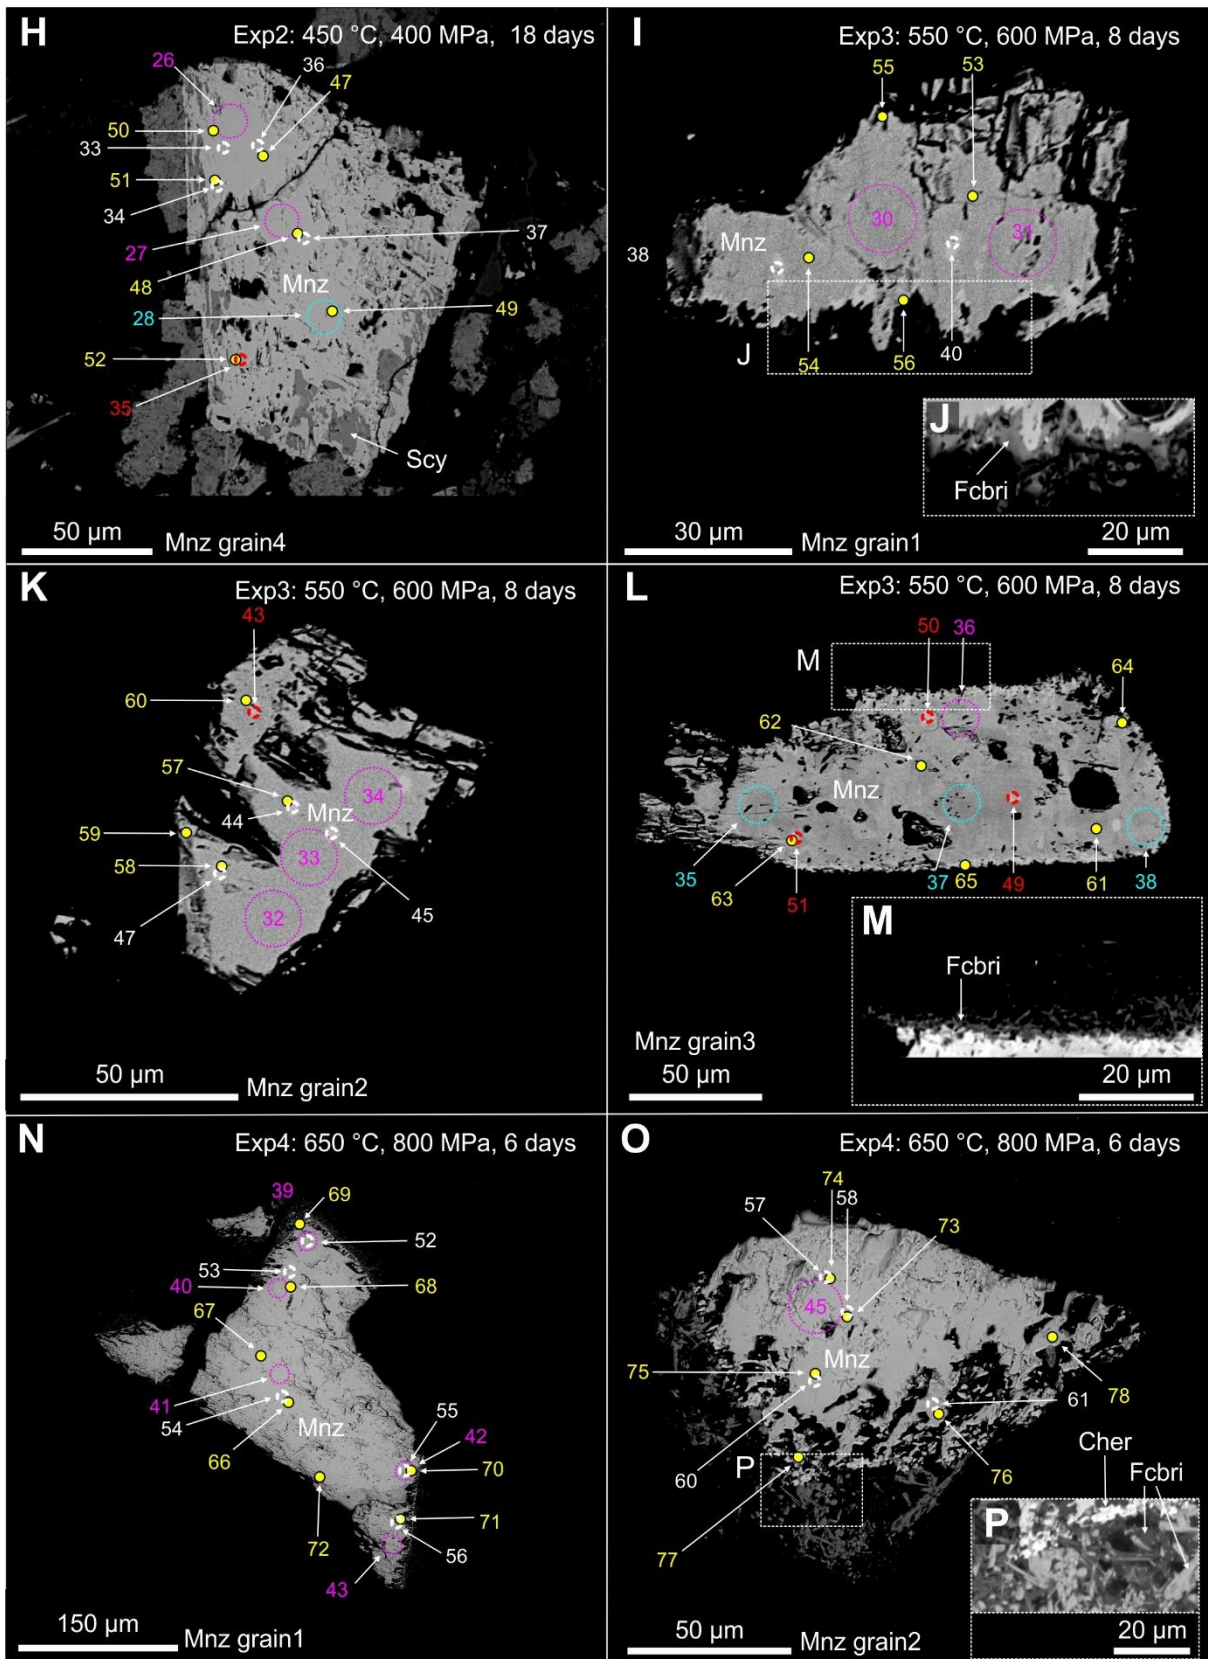 H
Exp2: 450 °C, 400 MPa, 18 days
26
36
47
50
33
51
34
27
37
48
Mnz
28
49
52
35
Scy
50 µm
Mnz grain4
I
Exp3: 550 °C, 600 MPa, 8 days
55
53
30
31
38
Mnz
J
54
56
40
J
Fcbri
30 µm
Mnz grain1
20 µm
K
Exp3: 550 °C, 600 MPa, 8 days
43
60
57
34
44
Mnz
59
33
58
47
32
45
50 µm
Mnz grain2
L
Exp3: 550 °C, 600 MPa, 8 days
50
36
M
64
62
Mnz
35
63
51
37
65
49
61
38
M
Fcbri
Mnz grain3
50 µm
20 µm
N
Exp4: 650 °C, 800 MPa, 6 days
39
69
52
53
40
68
67
41
54
Mnz
55
42
66
70
71
72
56
43
150 µm
Mnz grain1
O
Exp4: 650 °C, 800 MPa, 6 days
74
57
58
73
45
Mnz
75
78
61
Cher
P
60
76
Fcbri
P
77
50 µm
Mnz grain2
20 µm